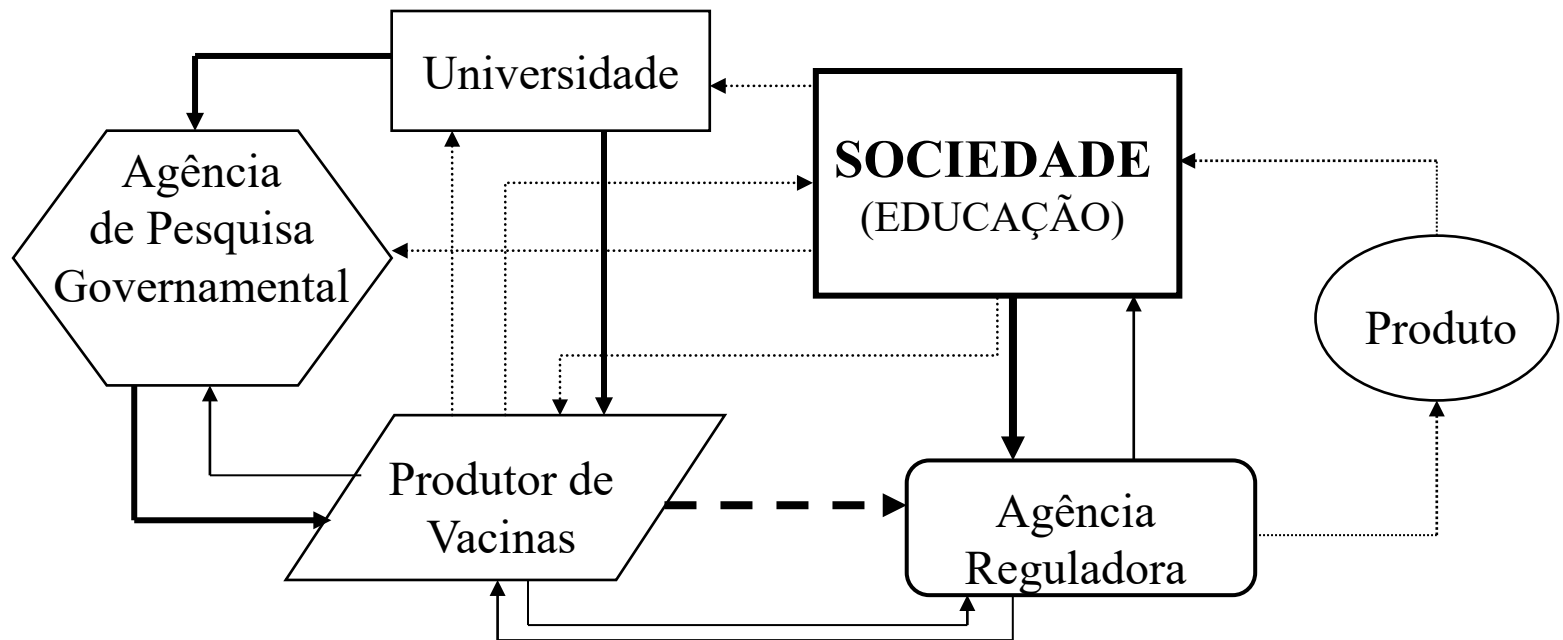 Universidade
SOCIEDADE
(EDUCAÇÃO)
Agência
de Pesquisa
Governamental
Produto
Produtor de
Vacinas
Agência
Reguladora